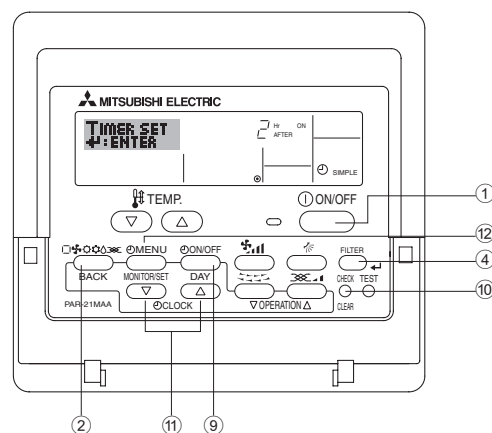 MITSUBISHI ELECTRIC
TIMER SET
↵:ENTER
2 Hr ON
AFTER
SIMPLE
TEMP.
ON/OFF
1
12
MENU
ON/OFF
FILTER
4
BACK
MONITOR/SET
DAY
CHECK TEST
10
PAR-21MAA
CLOCK
▽OPERATION△
CLEAR
2
11
9